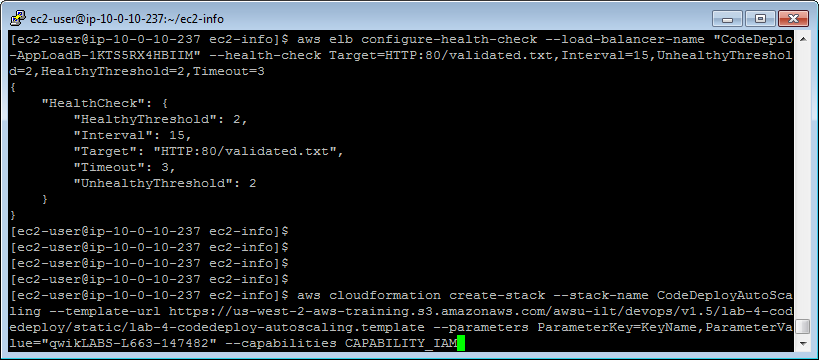 ec2-user@ip-10-0-10-237:~/ec2-info
[ec2-user@ip-10-0-10-237 ec2-info]$ aws elb configure-health-check --load-balancer-name "CodeDeplo
-AppLoadB-1KTS5RX4HBIIM" --health-check Target=HTTP:80/validated.txt,Interval=15,UnhealthyThreshol
d=2,HealthyThreshold=2,Timeout=3
{
    "HealthCheck": {
        "HealthyThreshold": 2,
        "Interval": 15,
        "Target": "HTTP:80/validated.txt",
        "Timeout": 3,
        "UnhealthyThreshold": 2
    }
}
[ec2-user@ip-10-0-10-237 ec2-info]$
[ec2-user@ip-10-0-10-237 ec2-info]$
[ec2-user@ip-10-0-10-237 ec2-info]$
[ec2-user@ip-10-0-10-237 ec2-info]$
[ec2-user@ip-10-0-10-237 ec2-info]$ aws cloudformation create-stack --stack-name CodeDeployAutoSca
ling --template-url https://us-west-2-aws-training.s3.amazonaws.com/awsu-ilt/devops/v1.5/lab-4-cod
edeploy/static/lab-4-codedeploy-autoscaling.template --parameters ParameterKey=KeyName,ParameterVa
lue="qwikLABS-L663-147482" --capabilities CAPABILITY_IAM